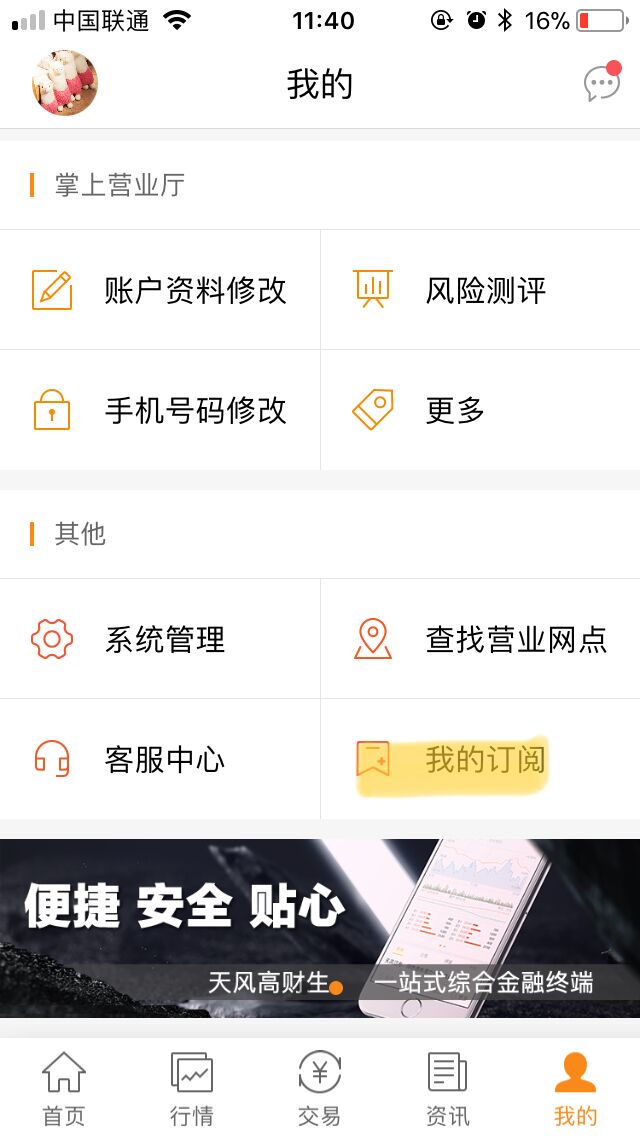 中国联通 11:40 16%
我的
掌上营业厅
账户资料修改 风险测评
手机号码修改 更多
其他
系统管理 查找营业网点
客服中心 我的订阅
便捷 安全 贴心
天风高财生 一站式综合金融终端
首页 行情 交易 资讯 我的